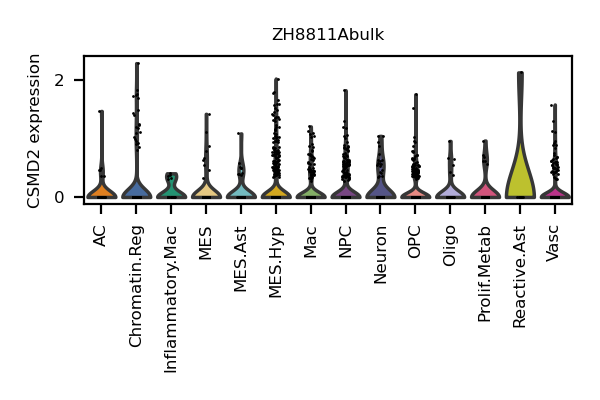 ZH8811Abulk
CSMD2 expression
2
0
AC
Chromatin.Reg
Inflammatory.Mac
MES
MES.Ast
MES.Hyp
Mac
NPC
Neuron
OPC
Oligo
Prolif.Metab
Reactive.Ast
Vasc